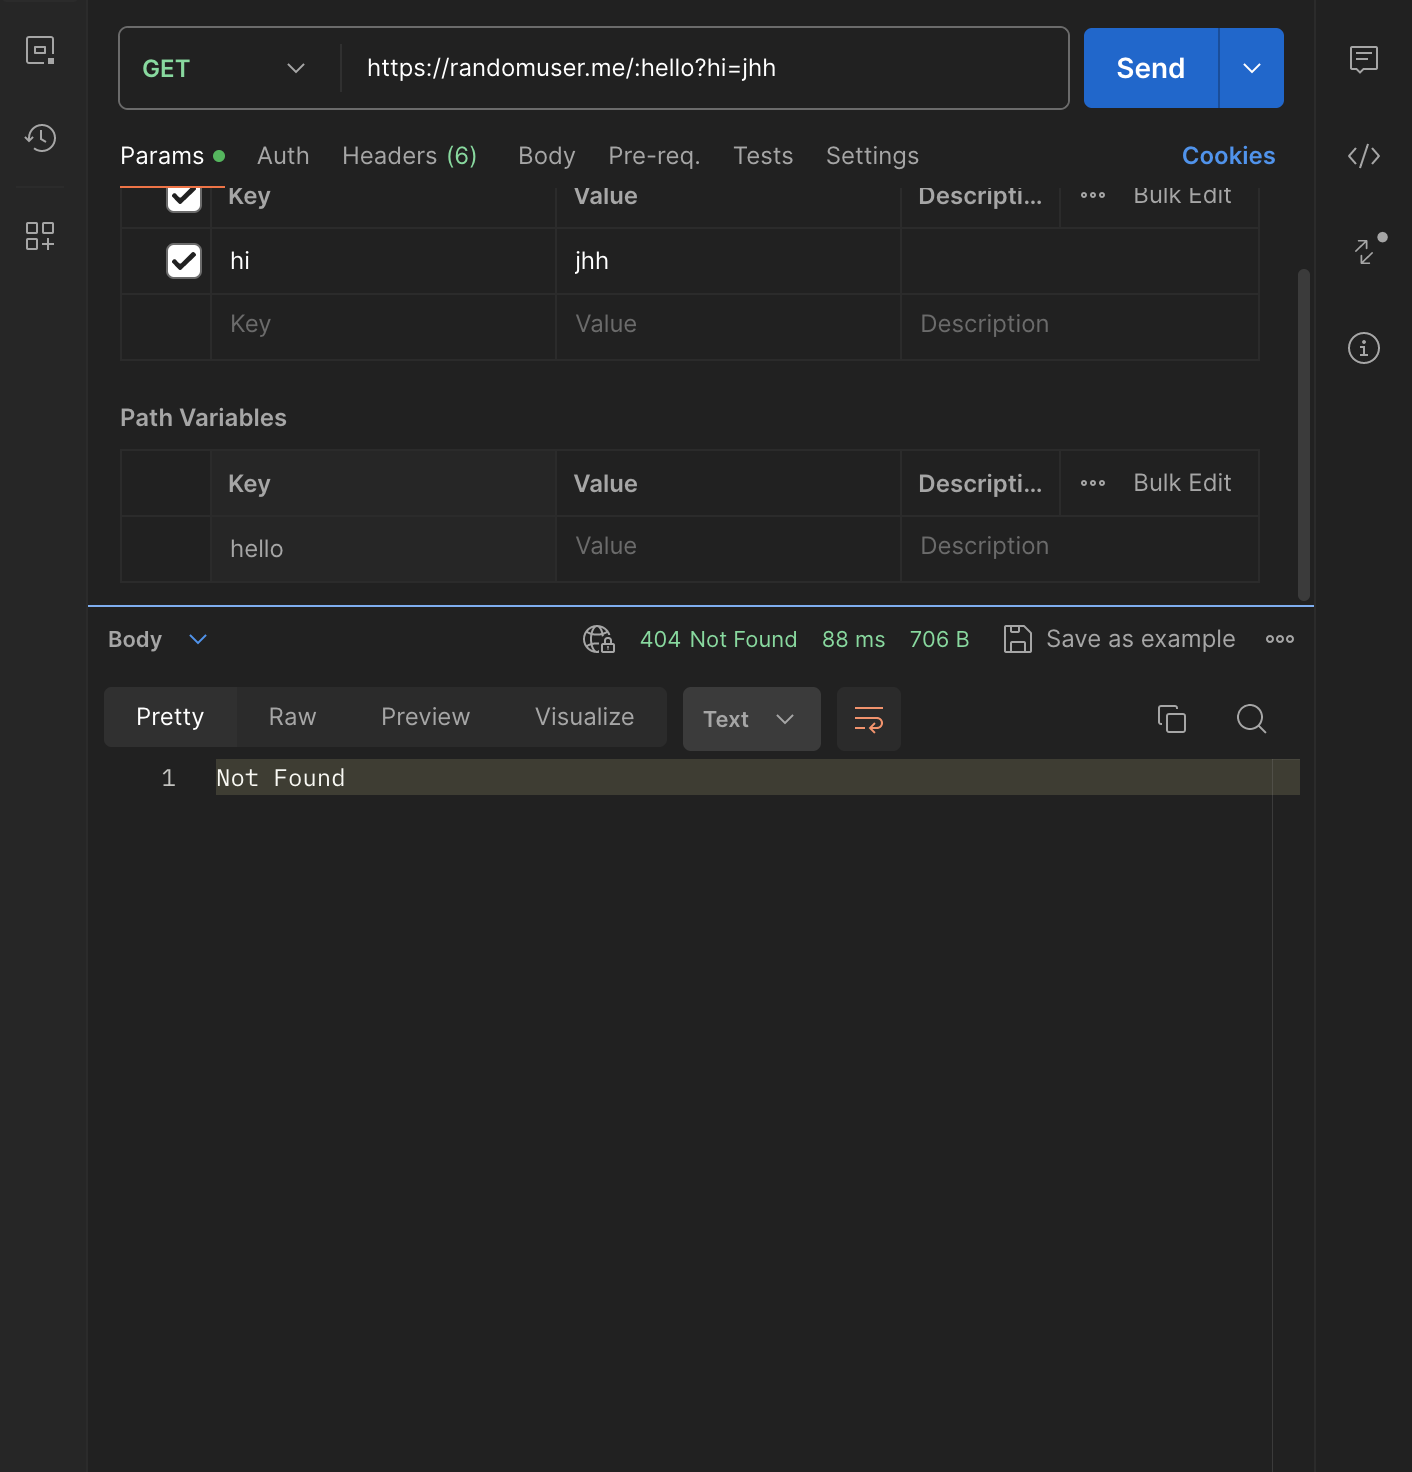 GET https://randomuser.me/:hello?hi=jhh Send
Params Auth Headers (6) Body Pre-req. Tests Settings Cookies
Key Value Descripti... Bulk Edit
hi jhh
Key Value Description
Path Variables
Key Value Descripti... Bulk Edit
hello Value Description
Body 404 Not Found 88 ms 706 B Save as example
Pretty Raw Preview Visualize Text
1 Not Found